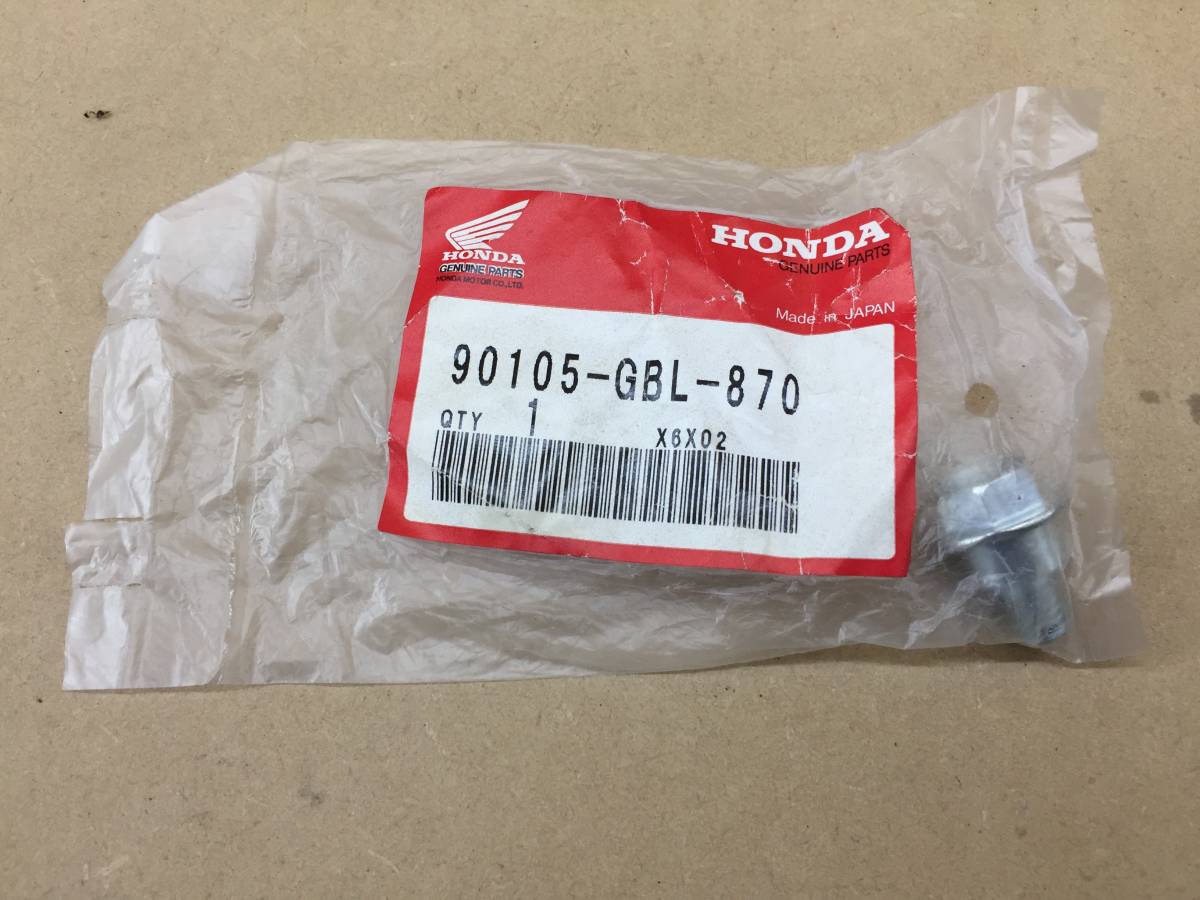 HONDA
GENUINE PARTS
HONDA MOTOR CO.,LTD.
HONDA
GENUINE PARTS
Made in JAPAN
90105-GBL-870
QTY 1 X6X02